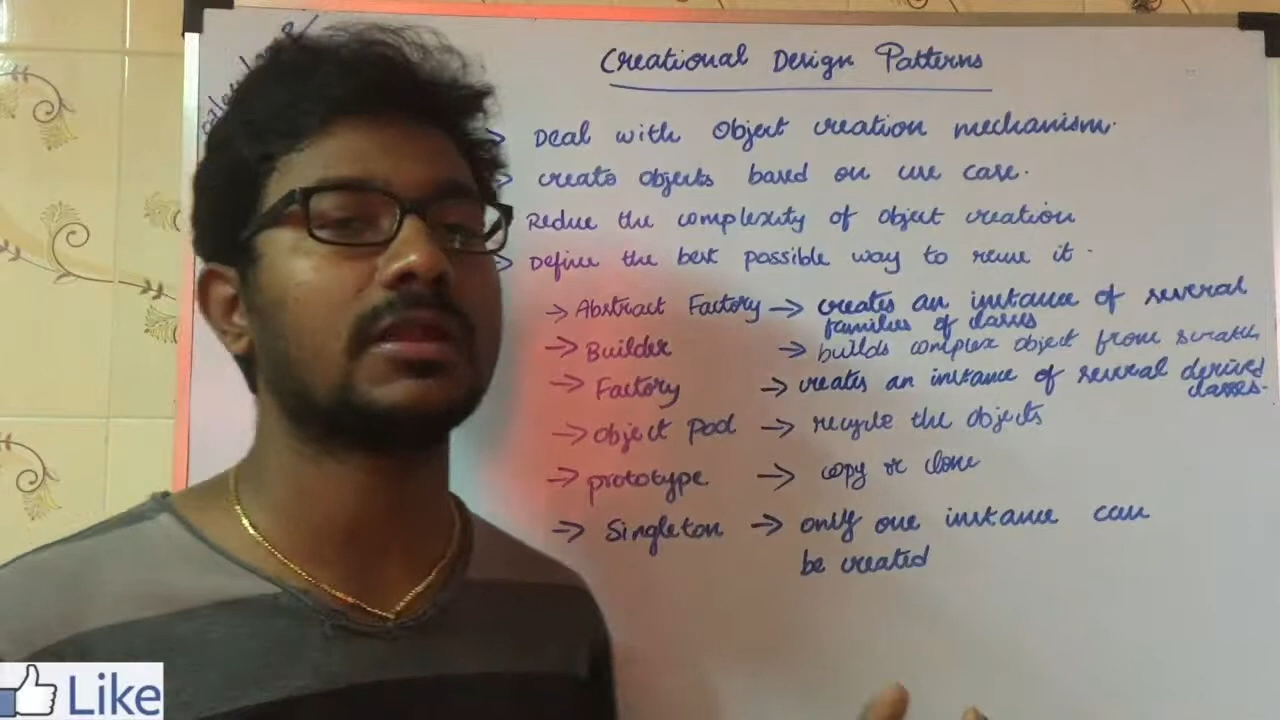 Creational Design Patterns
Deal with Object creation mechanism.
creats objects based on use case.
Reduce the complexity of object creation
Define the best possible way to reuse it.
→ Abstract Factory → creates an instance of several
families of classes
→ Builder → builds complex object from scratch
→ Factory → creates an instance of several derived
classes.
→ object pool → recycle the objects
→ prototype → copy or clone
→ Singleton → only one instance can
be created
Like